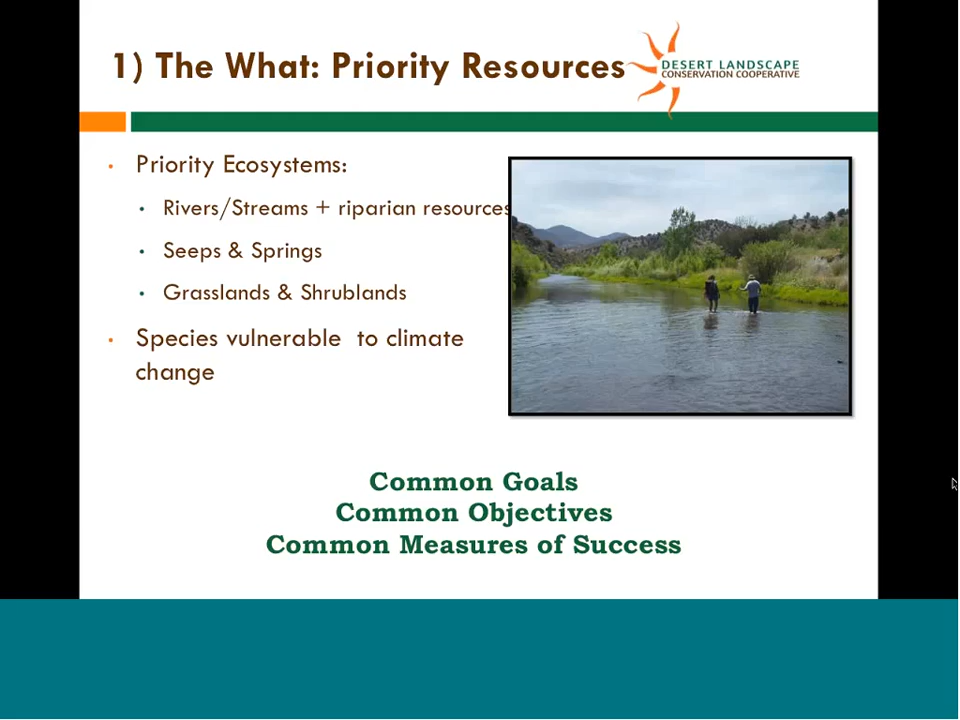 1) The What: Priority Resources
DESERT LANDSCAPE
CONSERVATION COOPERATIVE
• Priority Ecosystems:
• Rivers/Streams + riparian resources
• Seeps & Springs
• Grasslands & Shrublands
• Species vulnerable to climate
change
Common Goals
Common Objectives
Common Measures of Success